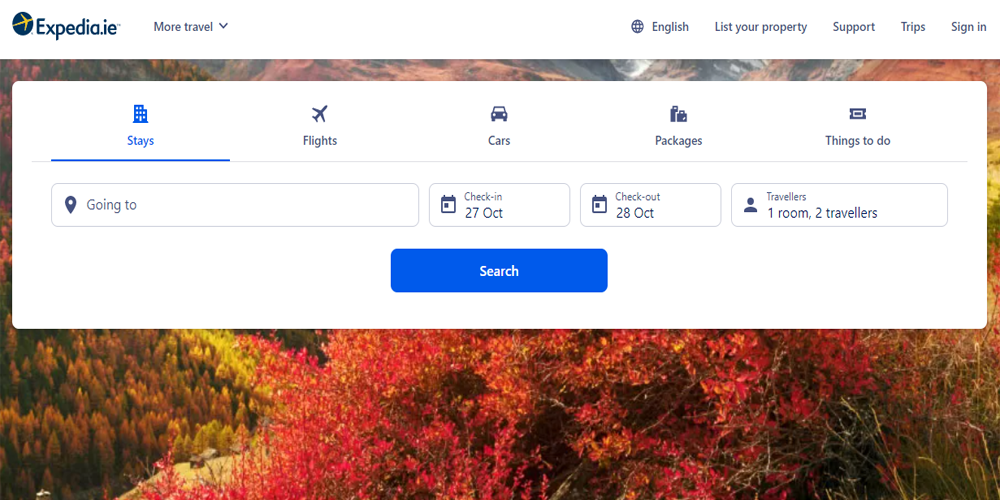 Expedia.ie™
More travel
English
List your property
Support
Trips
Sign in
Stays
Flights
Cars
Packages
Things to do
Going to
Check-in
27 Oct
Check-out
28 Oct
Travellers
1 room, 2 travellers
Search